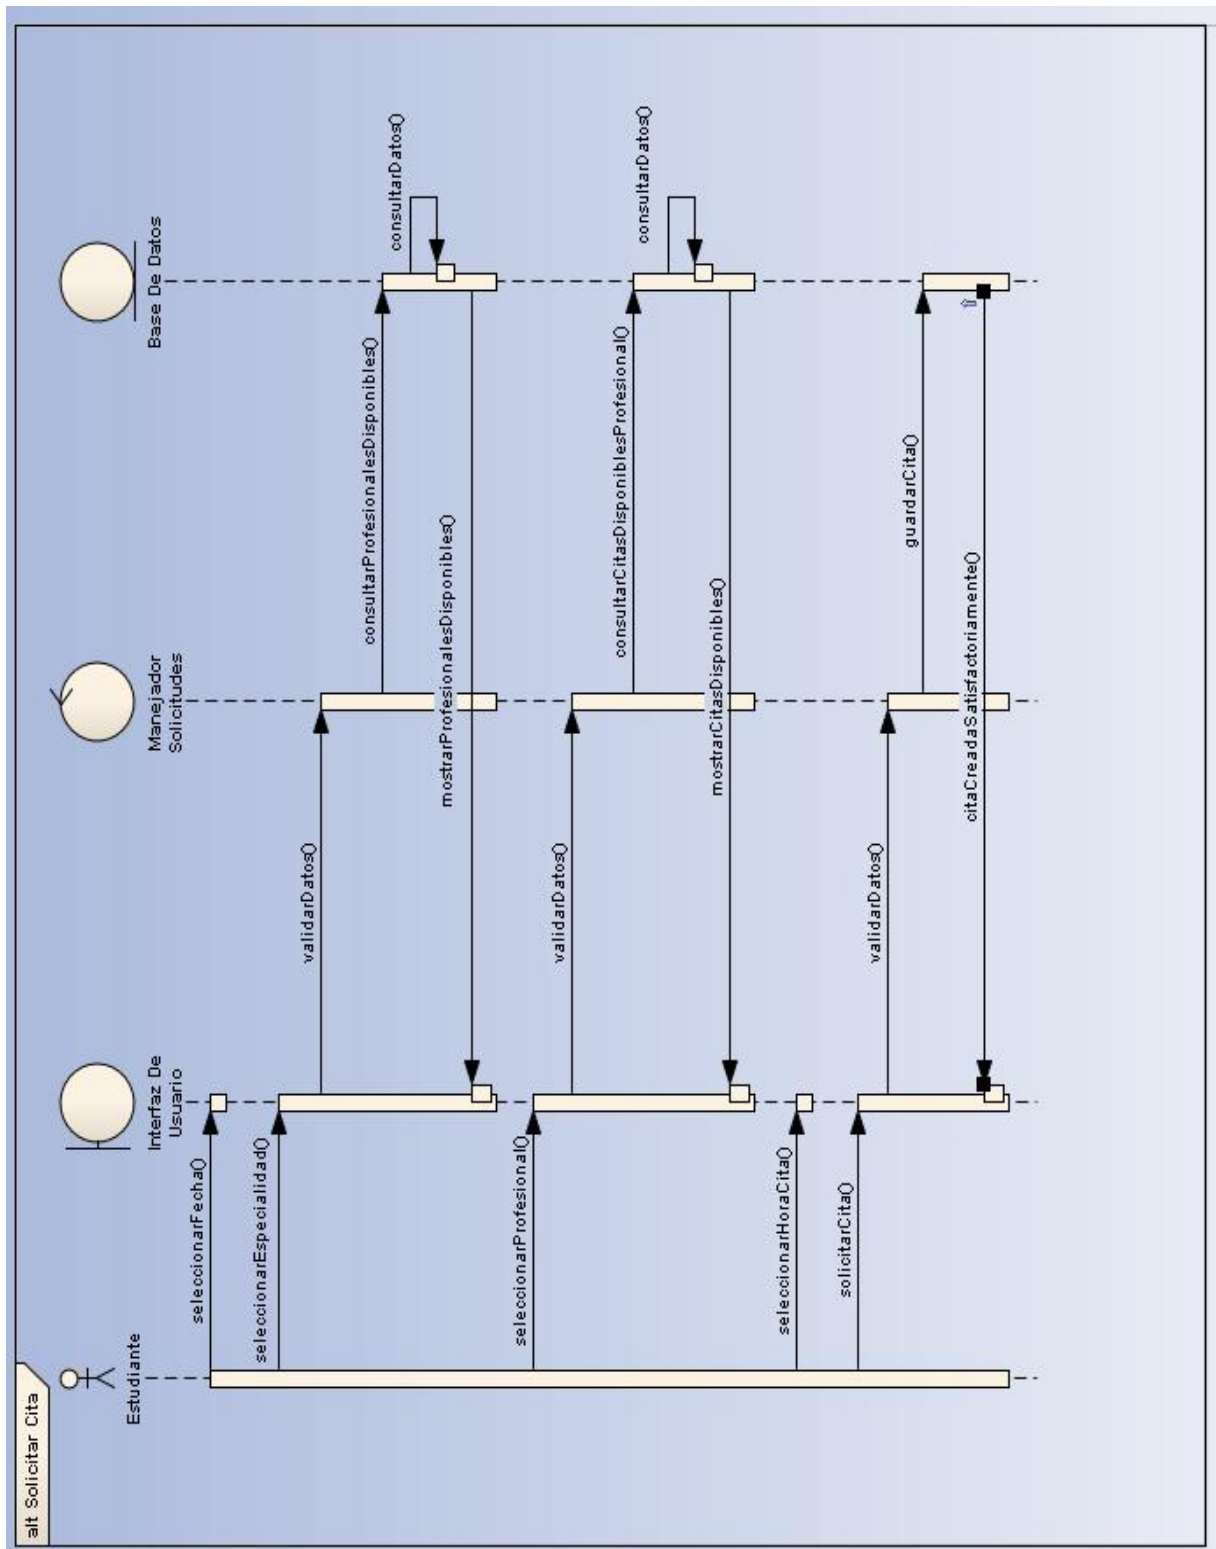 alt Solicitar Cita
Estudiante
Interfaz De
Usuario
Manejador
Solicitudes
Base De Datos
seleccionarFecha()
seleccionarEspecialidad()
validarDatos()
consultarProfesionalesDisponibles()
consultarDatos()
mostrarProfesionalesDisponibles()
seleccionarProfesional()
validarDatos()
consultarCitasDisponiblesProfesional()
consultarDatos()
mostrarCitasDisponibles()
seleccionarHoraCita()
solicitarCita()
validarDatos()
guardarCita()
citaCreadaSatisfactoriamente()